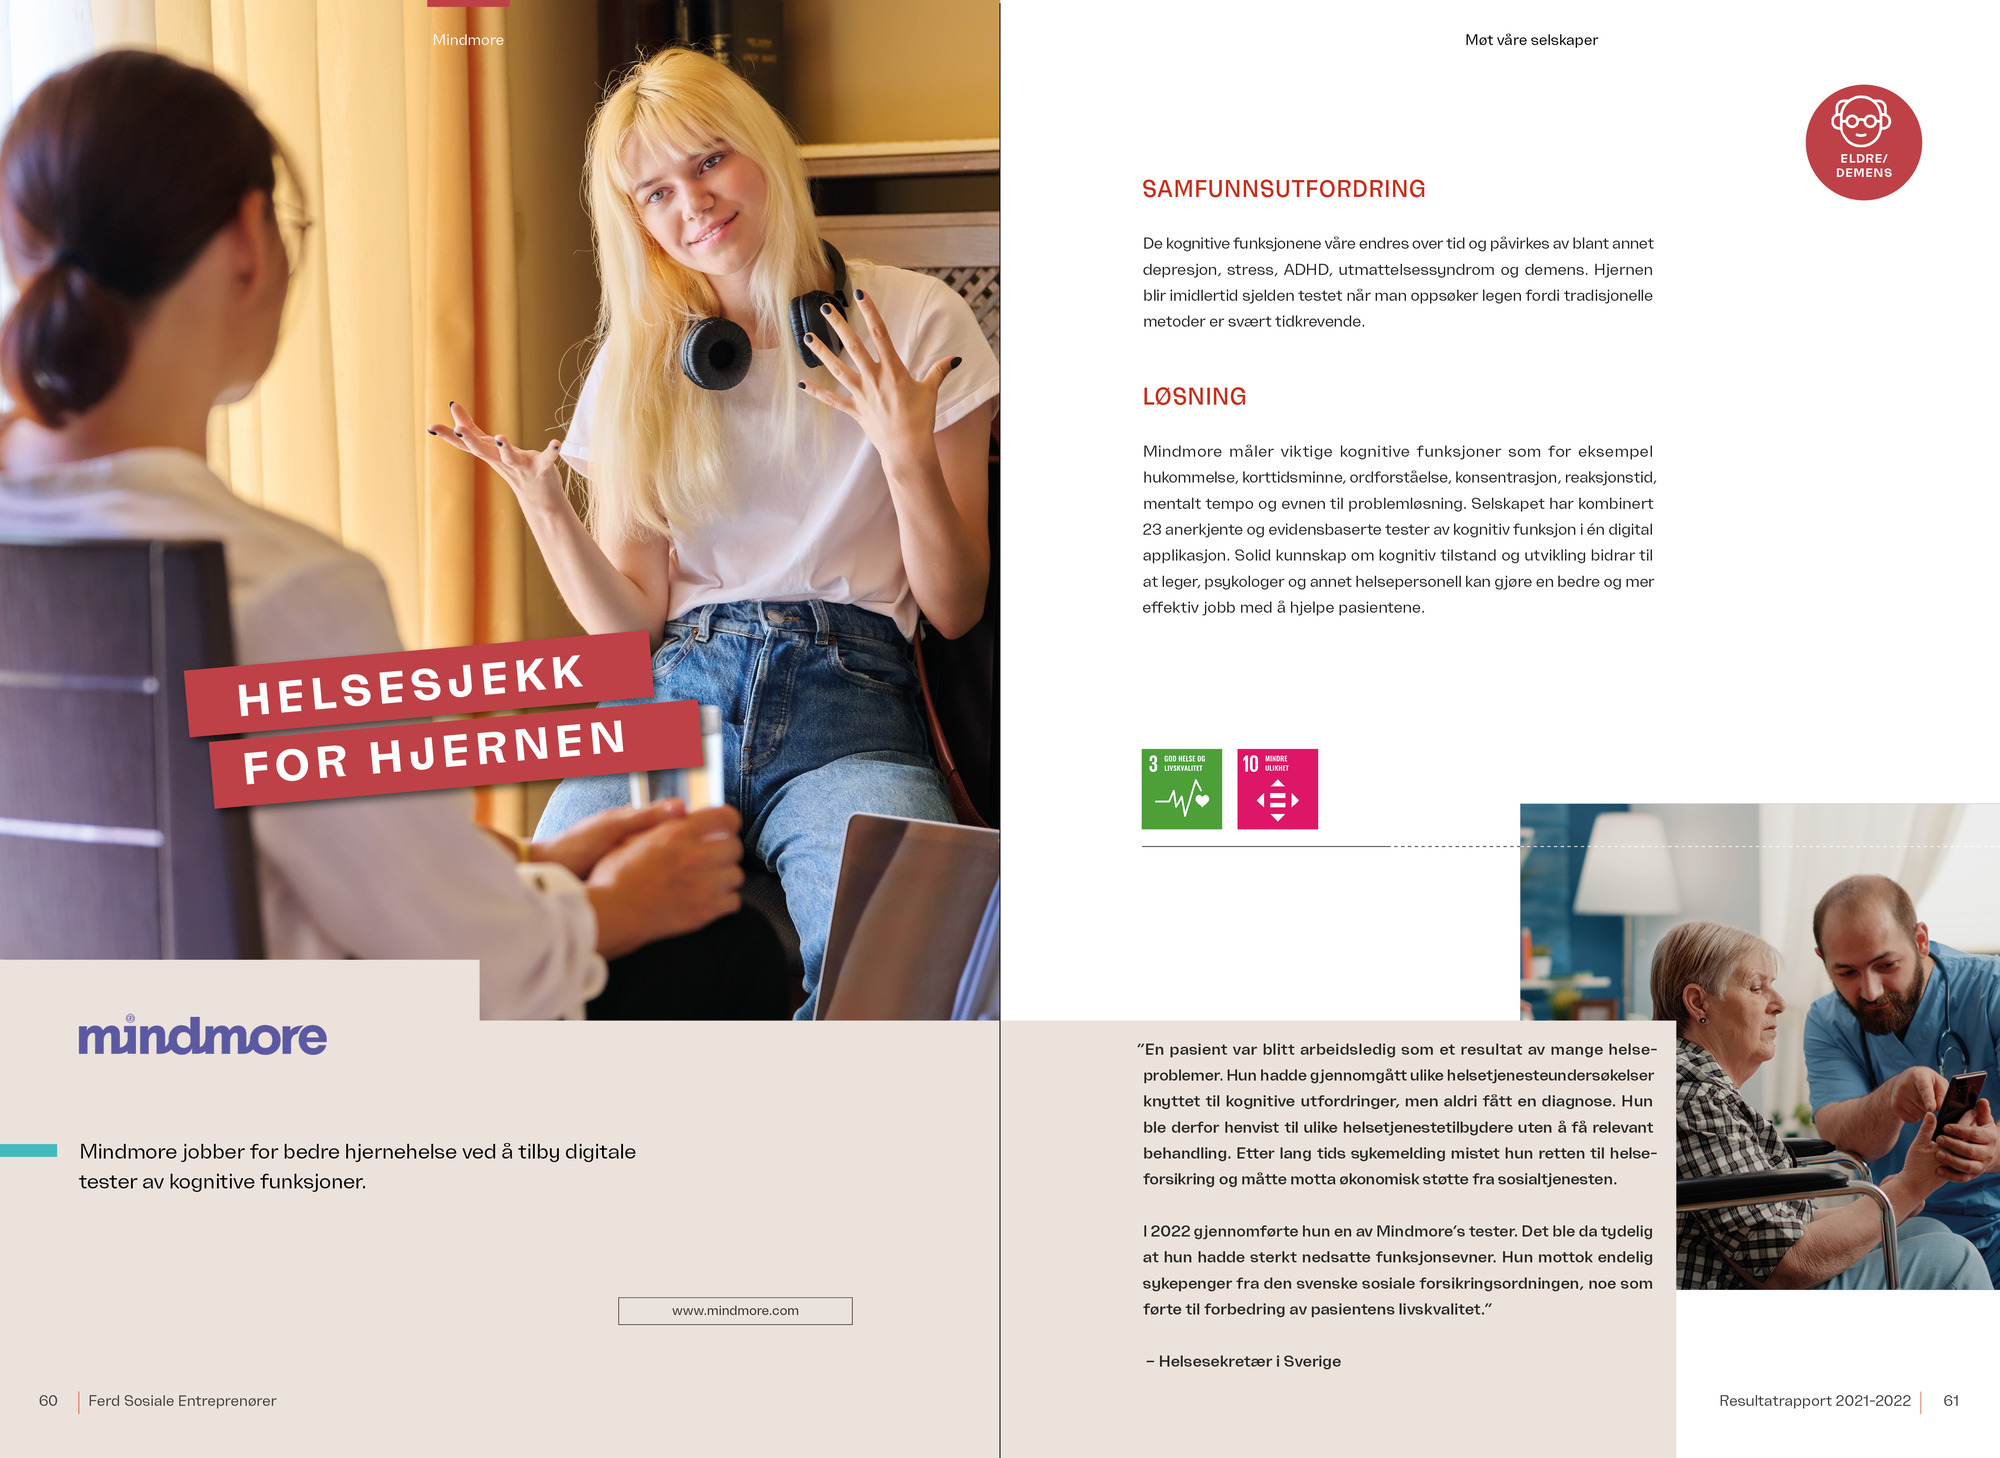 Mindmore
HELSESJEKK
FOR HJERNEN
mindmore
Mindmore jobber for bedre hjernehelse ved å tilby digitale
tester av kognitive funksjoner.
www.mindmore.com
60
Ferd Sosiale Entreprenører
Møt våre selskaper
ELDRE/
DEMENS
SAMFUNNSUTFORDRING
De kognitive funksjonene våre endres over tid og påvirkes av blant annet
depresjon, stress, ADHD, utmattelsessyndrom og demens. Hjernen
blir imidlertid sjelden testet når man oppsøker legen fordi tradisjonelle
metoder er svært tidkrevende.
LØSNING
Mindmore måler viktige kognitive funksjoner som for eksempel
hukommelse, korttidsminne, ordforståelse, konsentrasjon, reaksjonstid,
mentalt tempo og evnen til problemløsning. Selskapet har kombinert
23 anerkjente og evidensbaserte tester av kognitiv funksjon i én digital
applikasjon. Solid kunnskap om kognitiv tilstand og utvikling bidrar til
at leger, psykologer og annet helsepersonell kan gjøre en bedre og mer
effektiv jobb med å hjelpe pasientene.
3 GOD HELSE OG
LIVSKVALITET
10 MINDRE
ULIKHET
“En pasient var blitt arbeidsledig som et resultat av mange helse-
problemer. Hun hadde gjennomgått ulike helsetjenesteundersøkelser
knyttet til kognitive utfordringer, men aldri fått en diagnose. Hun
ble derfor henvist til ulike helsetjenestetilbydere uten å få relevant
behandling. Etter lang tids sykemelding mistet hun retten til helse-
forsikring og måtte motta økonomisk støtte fra sosialtjenesten.
I 2022 gjennomførte hun en av Mindmore’s tester. Det ble da tydelig
at hun hadde sterkt nedsatte funksjonsevner. Hun mottok endelig
sykepenger fra den svenske sosiale forsikringsordningen, noe som
førte til forbedring av pasientens livskvalitet.”
– Helsesekretær i Sverige
Resultatrapport 2021-2022
61